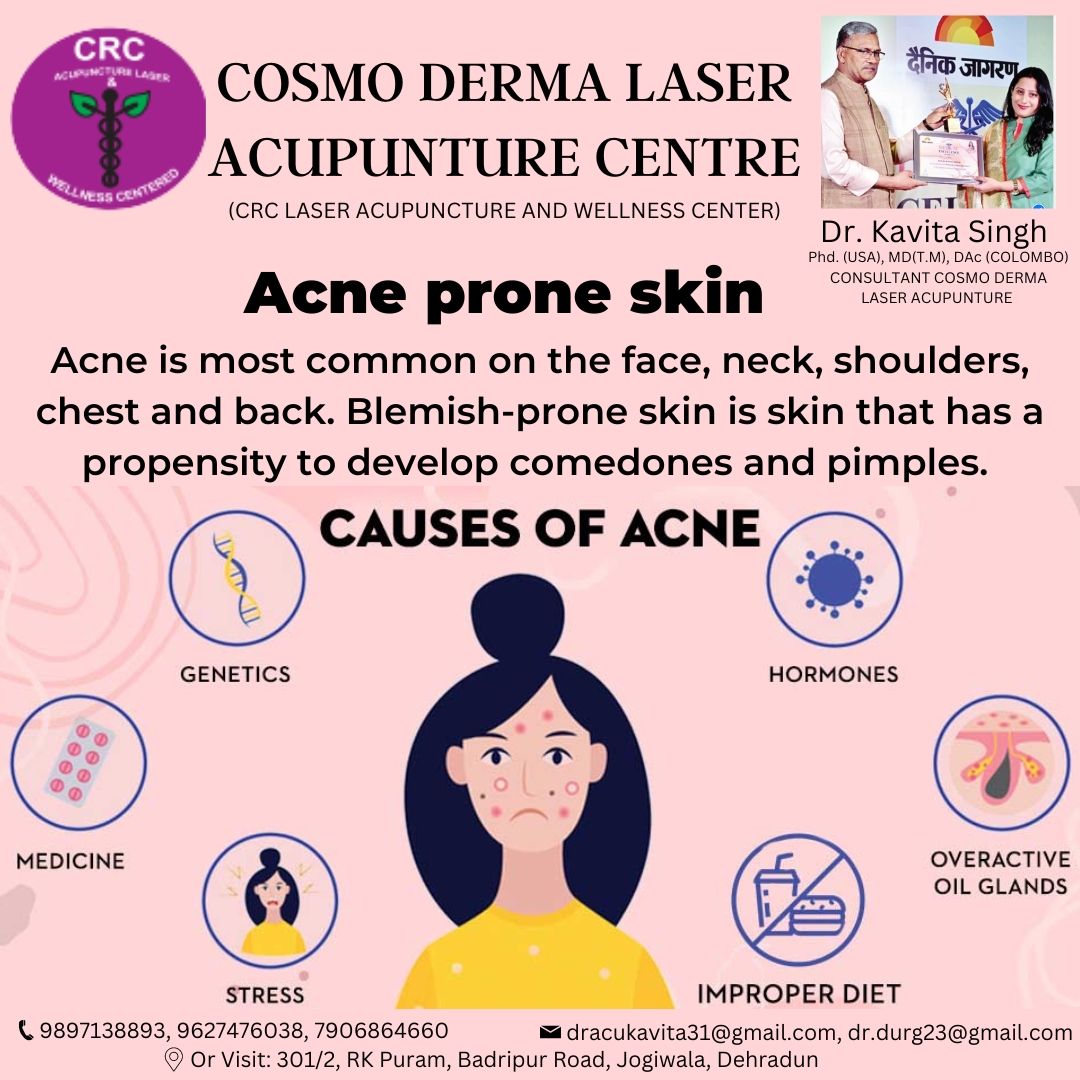 CRC
ACUPUNCTURE LASER
&
WELLNESS CENTERED
COSMO DERMA LASER
ACUPUNTURE CENTRE
(CRC LASER ACUPUNCTURE AND WELLNESS CENTER)
दैनिक जागरण
Dr. Kavita Singh
Phd. (USA), MD(T.M), DAc (COLOMBO)
CONSULTANT COSMO DERMA
LASER ACUPUNTURE
Acne prone skin
Acne is most common on the face, neck, shoulders,
chest and back. Blemish-prone skin is skin that has a
propensity to develop comedones and pimples.
CAUSES OF ACNE
GENETICS
HORMONES
MEDICINE
OVERACTIVE
OIL GLANDS
STRESS
IMPROPER DIET
9897138893, 9627476038, 7906864660
dracukavita31@gmail.com, dr.durg23@gmail.com
Or Visit: 301/2, RK Puram, Badripur Road, Jogiwala, Dehradun